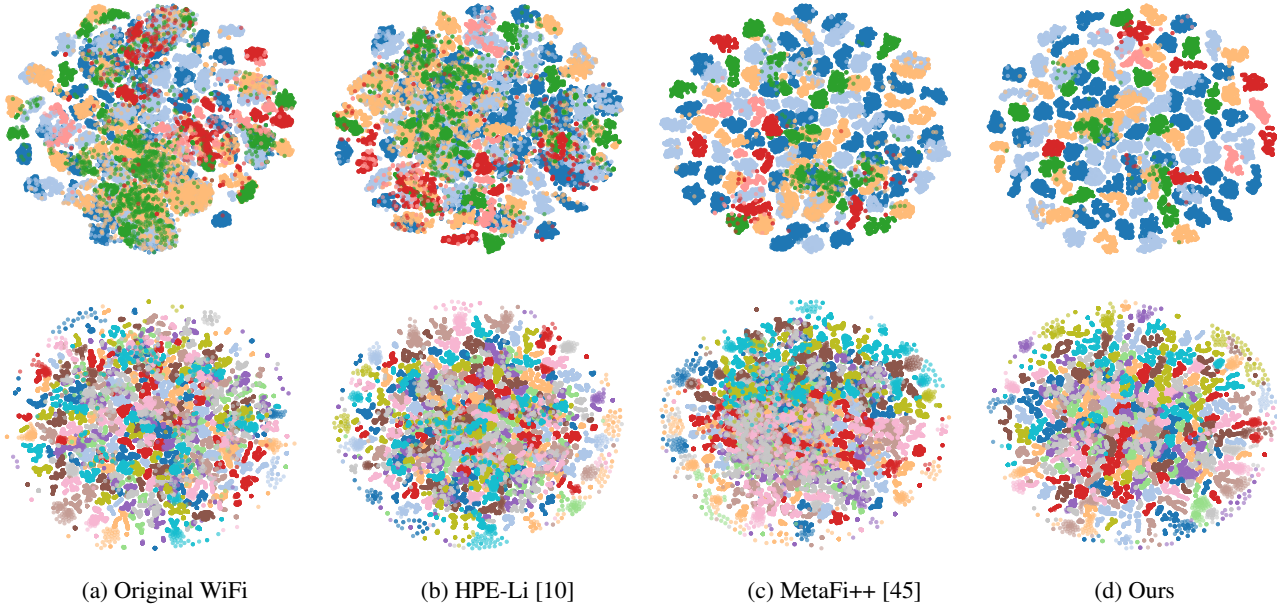 (a) Original WiFi
(b) HPE-Li [10]
(c) MetaFi++ [45]
(d) Ours